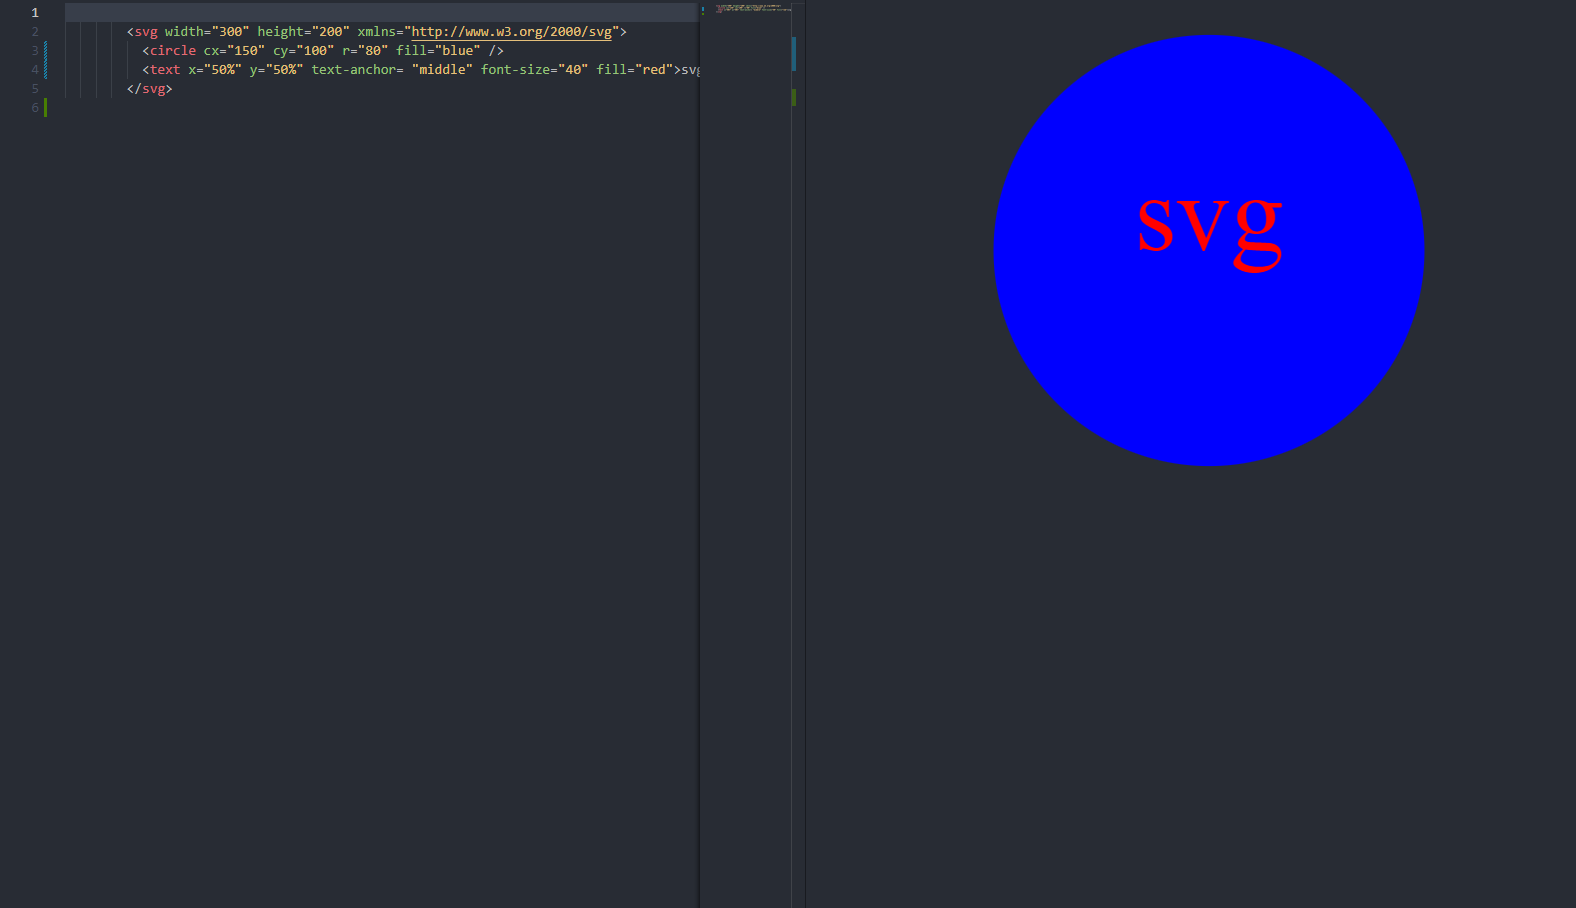 1
2 <svg width="300" height="200" xmlns="http://www.w3.org/2000/svg">
3 <circle cx="150" cy="100" r="80" fill="blue" />
4 <text x="50%" y="50%" text-anchor= "middle" font-size="40" fill="red">svg
5 </svg>
6
svg